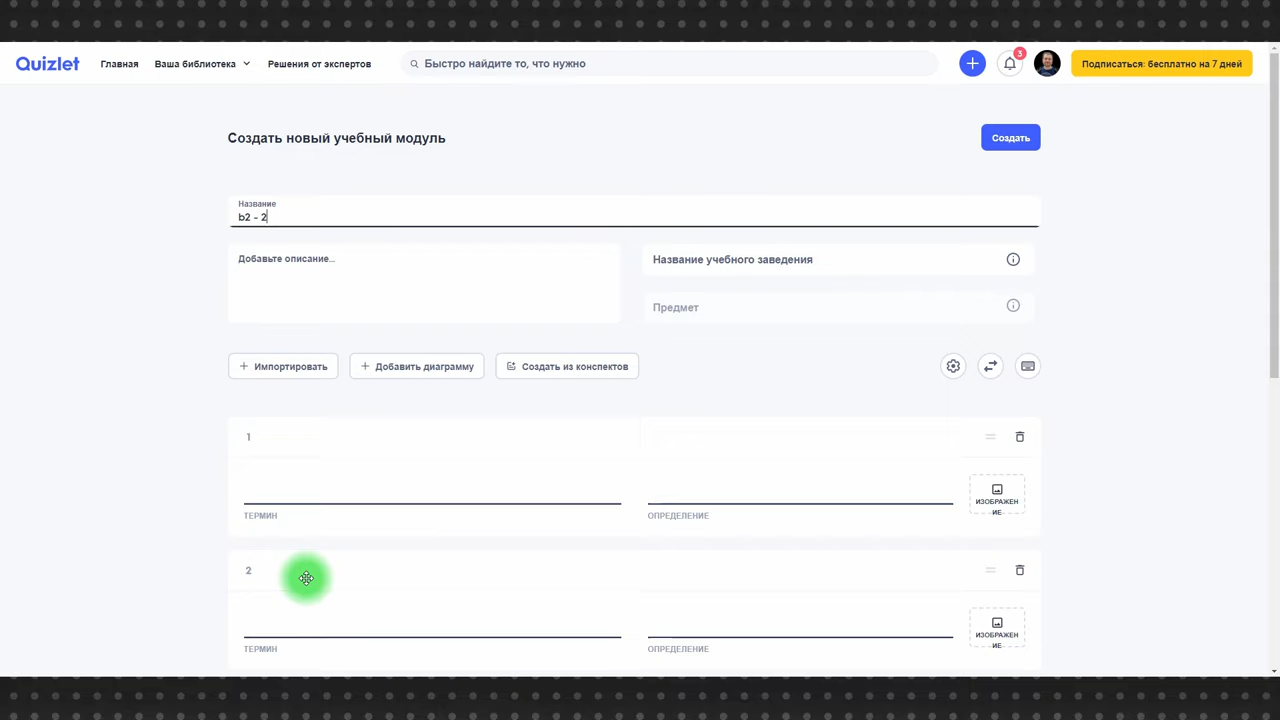 Quizlet Главная Ваша библиотека Решения от экспертов Быстро найдите то, что нужно 3 Подписаться: бесплатно на 7 дней
Создать новый учебный модуль Создать
Название
b2 - 2
Добавьте описание... Название учебного заведения
Предмет
Импортировать Добавить диаграмму Создать из конспектов
1
ИЗОБРАЖЕН
ИЕ
ТЕРМИН ОПРЕДЕЛЕНИЕ
2
ИЗОБРАЖЕН
ИЕ
ТЕРМИН ОПРЕДЕЛЕНИЕ